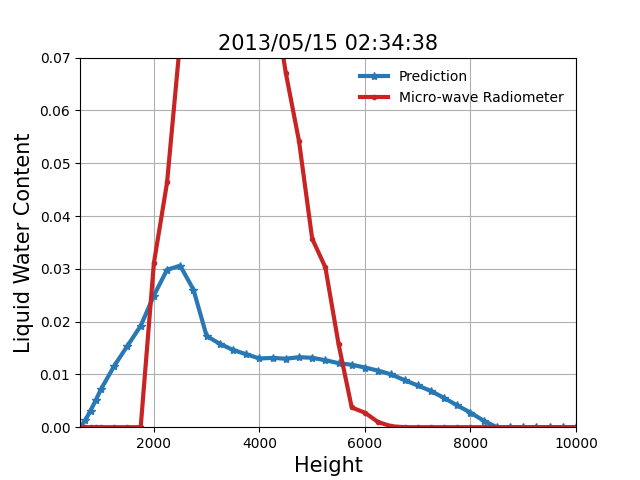 2013/05/15 02:34:38
Prediction
Micro-wave Radiometer
Liquid Water Content
0.07
0.06
0.05
0.04
0.03
0.02
0.01
0.00
2000 4000 6000 8000 10000
Height